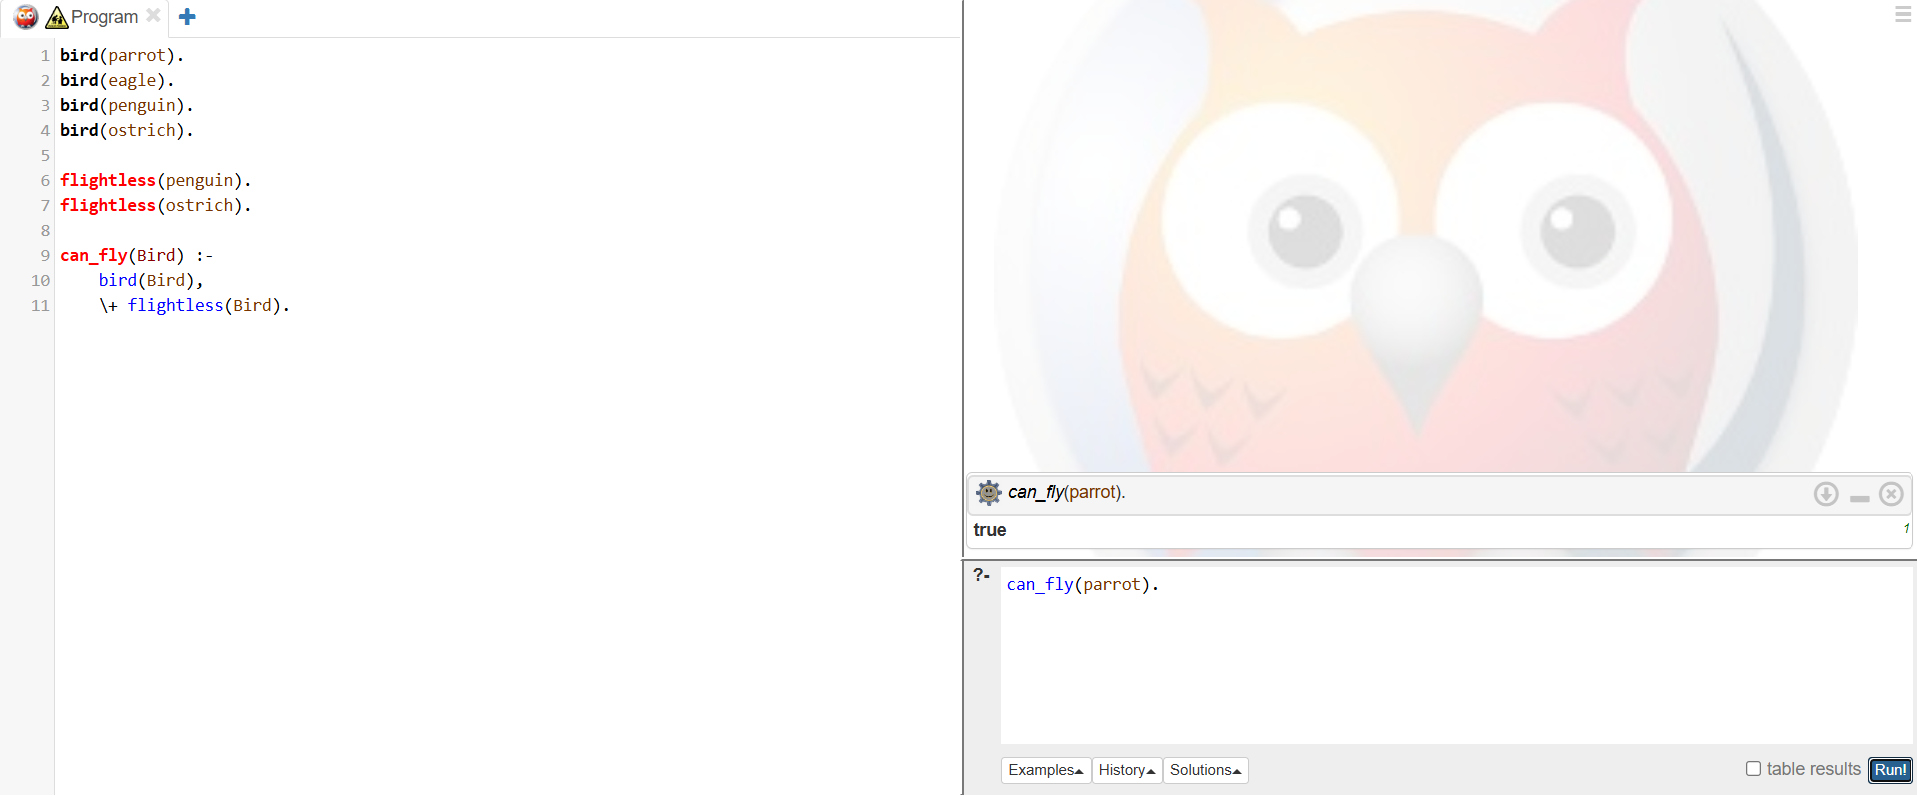 Program
1 bird(parrot).
2 bird(eagle).
3 bird(penguin).
4 bird(ostrich).
5
6 flightless(penguin).
7 flightless(ostrich).
8
9 can_fly(Bird) :-
10     bird(Bird),
11     \+ flightless(Bird).
can_fly(parrot).
true 1
?- can_fly(parrot).
Examples History Solutions table results Run!